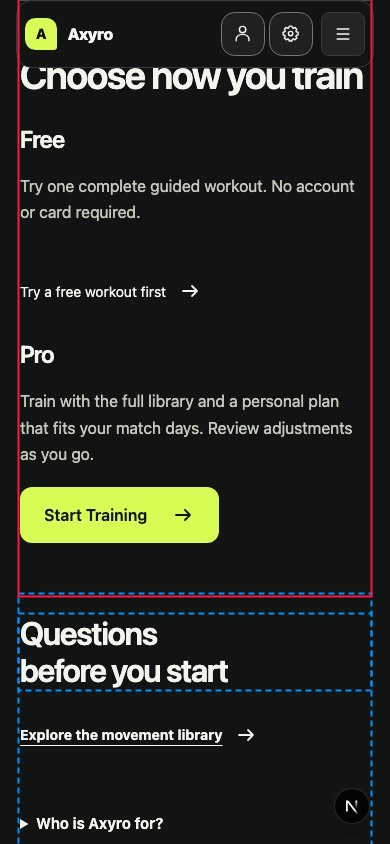 A Axyro
Choose how you train
Free
Try one complete guided workout. No account
or card required.
Try a free workout first →
Pro
Train with the full library and a personal plan
that fits your match days. Review adjustments
as you go.
Start Training →
Questions
before you start
Explore the movement library →
N
▶ Who is Axyro for?